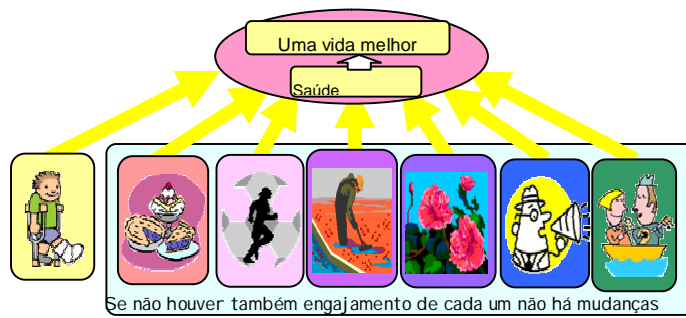 Uma vida melhor
Saúde
Se não houver também engajamento de cada um não há mudanças